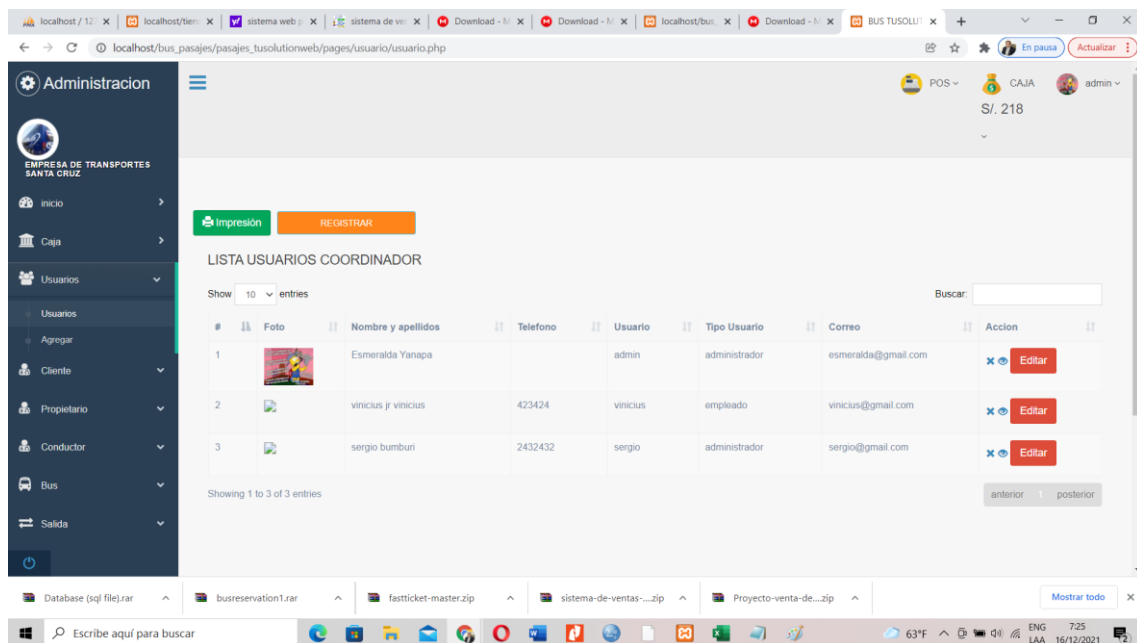 localhost / 127
localhost/tien
sistema web p
sistema de ven
Download - M
Download - M
localhost/bus_
Download - M
BUS TUSOLUT
localhost/bus_pasajes/pasajes_tusolutionweb/pages/usuario/usuario.php
En pausa
Actualizar
Administracion
POS
CAJA
admin
S/. 218
EMPRESA DE TRANSPORTES
SANTA CRUZ
inicio
Caja
Usuarios
Usuarios
Agregar
Cliente
Propietario
Conductor
Bus
Salida
Impresión
REGISTRAR
LISTA USUARIOS COORDINADOR
Show 10 entries
Buscar:
# Foto Nombre y apellidos Telefono Usuario Tipo Usuario Correo Accion
1 Esmeralda Yanapa admin administrador esmeralda@gmail.com Editar
2 vinicius jr vinicius 423424 vinicius empleado vinicius@gmail.com Editar
3 sergio bumburi 2432432 sergio administrador sergio@gmail.com Editar
Showing 1 to 3 of 3 entries
anterior 1 posterior
Database (sql file).rar
busreservation1.rar
fastticket-master.zip
sistema-de-ventas-....zip
Proyecto-venta-de....zip
Mostrar todo
Escribe aquí para buscar
63°F
ENG
LAA
7:25
16/12/2021